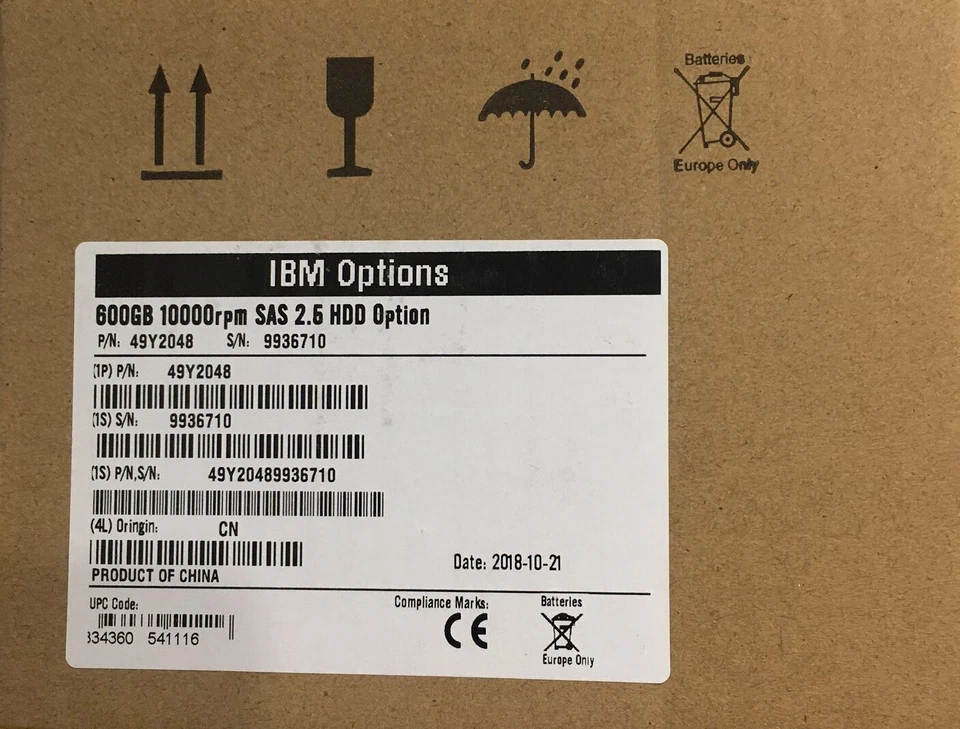 Batteries
Europe Only
IBM Options
600GB 10000rpm SAS 2.5 HDD Option
P/N: 49Y2048 S/N: 9936710
(1P) P/N: 49Y2048
(1S) S/N: 9936710
(1S) P/N,S/N: 49Y20489936710
(4L) Oringin: CN
PRODUCT OF CHINA
Date: 2018-10-21
UPC Code:
334360 541116
Compliance Marks:
CE
Batteries
Europe Only